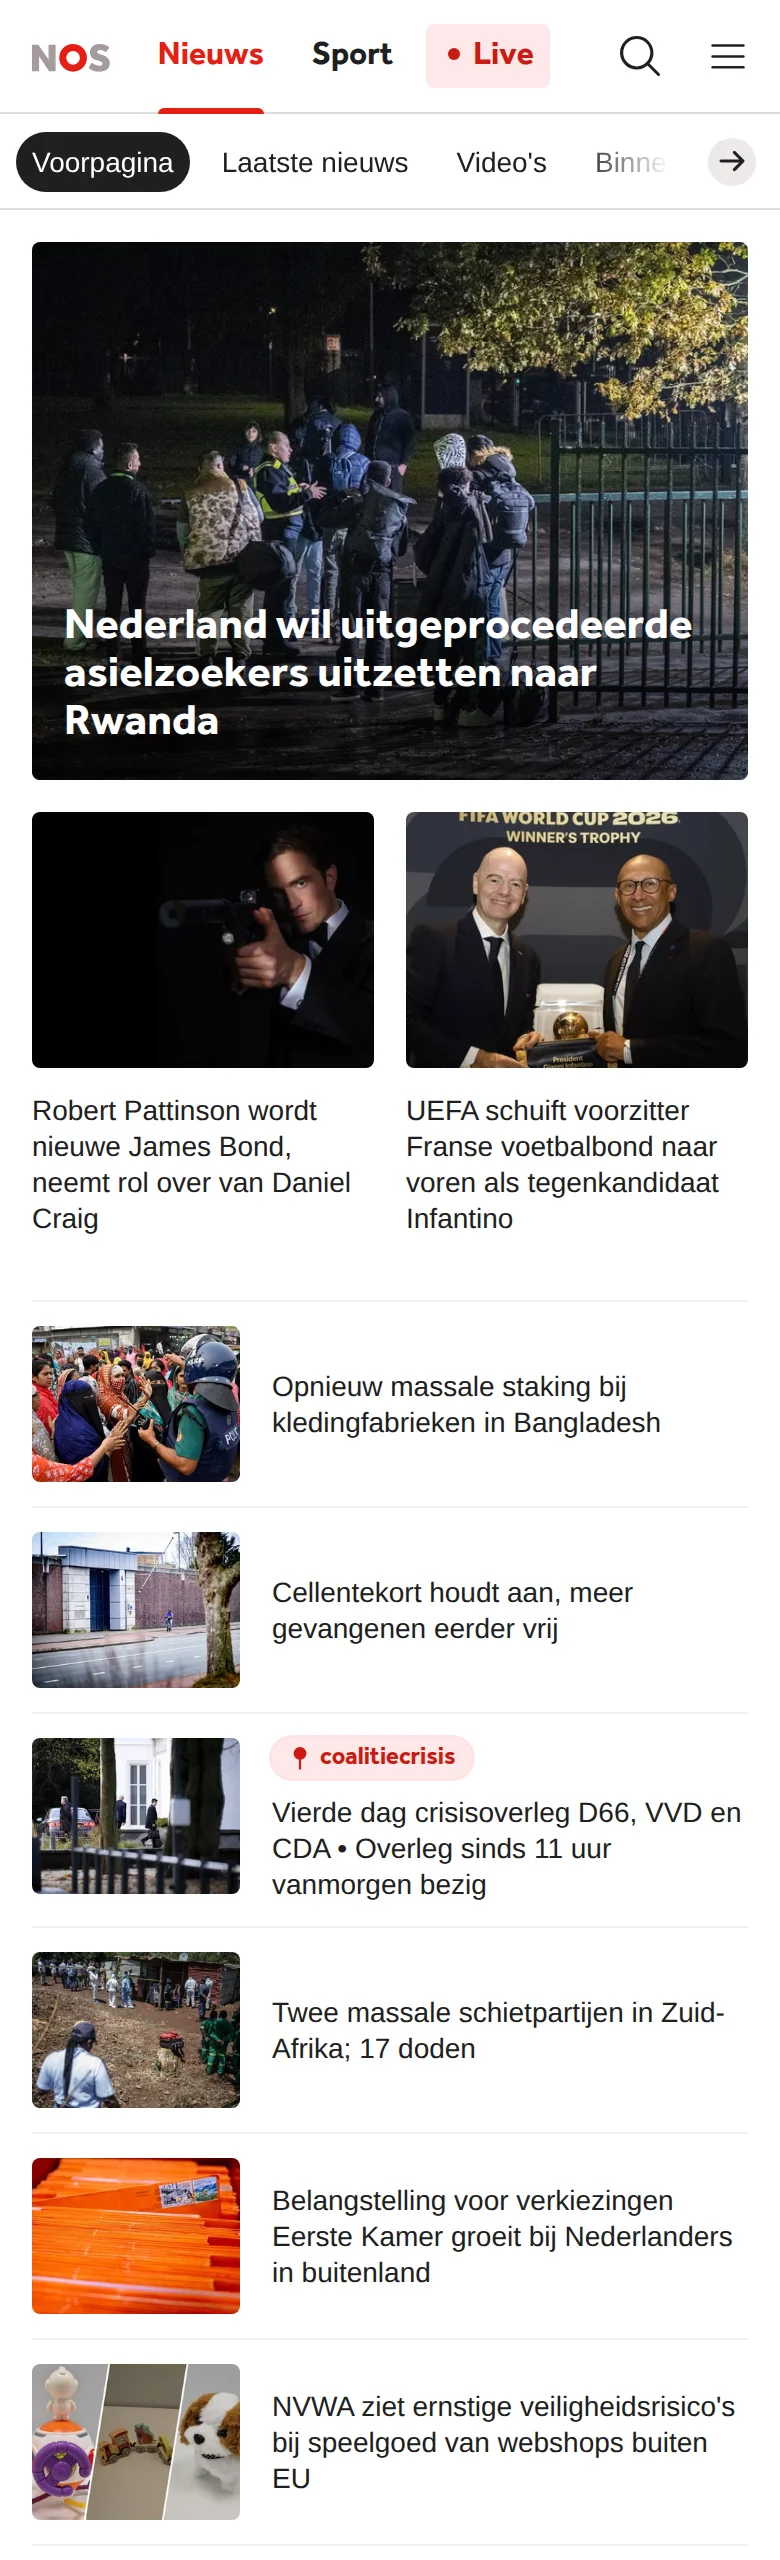 NOS
Nieuws
Sport
Live
Voorpagina
Laatste nieuws
Video's
Binne
Nederland wil uitgeprocedeerde
asielzoekers uitzetten naar
Rwanda
FIFA WORLD CUP 2026
WINNER'S TROPHY
President
Gianni Infantino
Robert Pattinson wordt
nieuwe James Bond,
neemt rol over van Daniel
Craig
UEFA schuift voorzitter
Franse voetbalbond naar
voren als tegenkandidaat
Infantino
Opnieuw massale staking bij
kledingfabrieken in Bangladesh
Cellentekort houdt aan, meer
gevangenen eerder vrij
coalitiecrisis
Vierde dag crisisoverleg D66, VVD en
CDA • Overleg sinds 11 uur
vanmorgen bezig
Twee massale schietpartijen in Zuid-
Afrika; 17 doden
Belangstelling voor verkiezingen
Eerste Kamer groeit bij Nederlanders
in buitenland
NVWA ziet ernstige veiligheidsrisico's
bij speelgoed van webshops buiten
EU